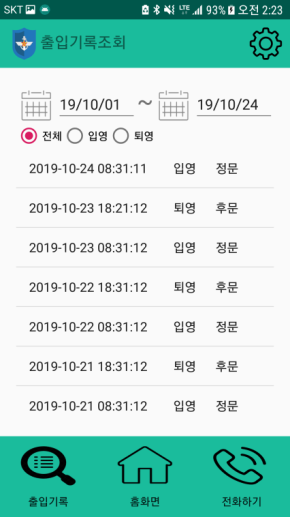 SKT LTE 93% 오전 2:23
출입기록조회
19/10/01 ~ 19/10/24
전체 입영 퇴영
2019-10-24 08:31:11 입영 정문
2019-10-23 18:21:12 퇴영 후문
2019-10-23 08:31:12 입영 정문
2019-10-22 18:31:12 퇴영 후문
2019-10-22 08:31:12 입영 정문
2019-10-21 18:31:12 퇴영 후문
2019-10-21 08:31:12 입영 정문
출입기록 홈화면 전화하기